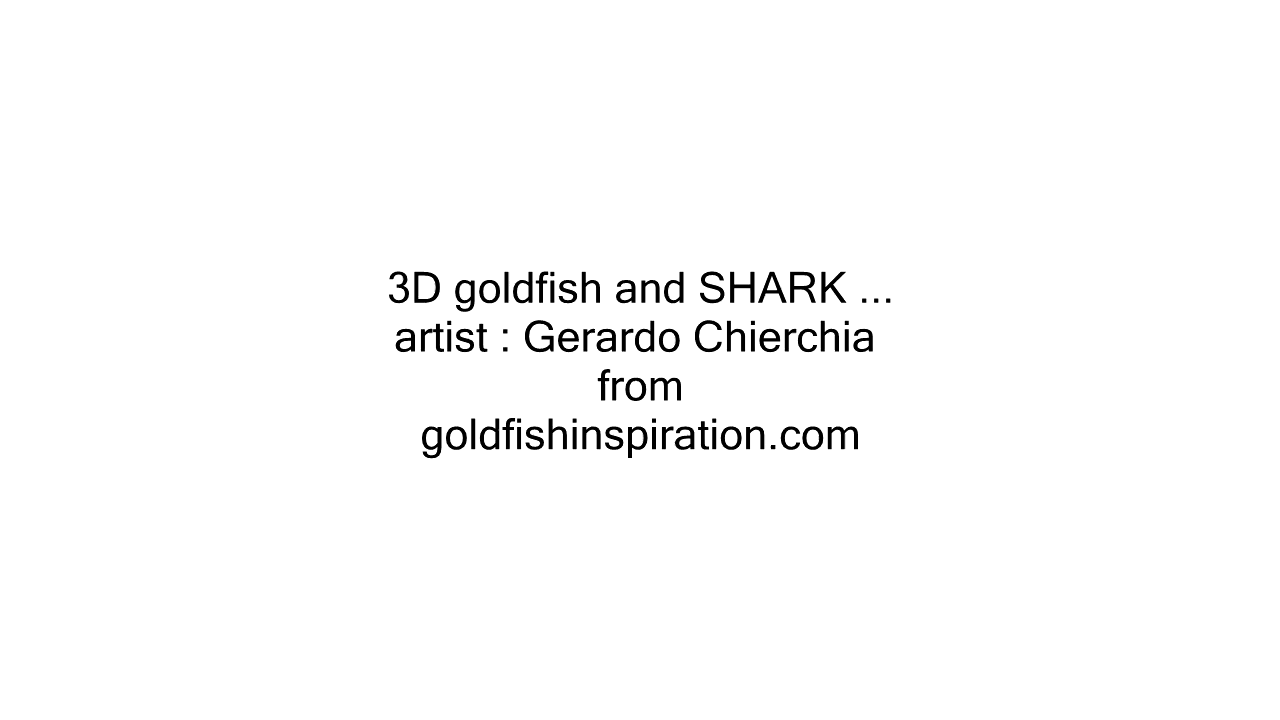 3D goldfish and SHARK ...
artist : Gerardo Chierchia
from
goldfishinspiration.com